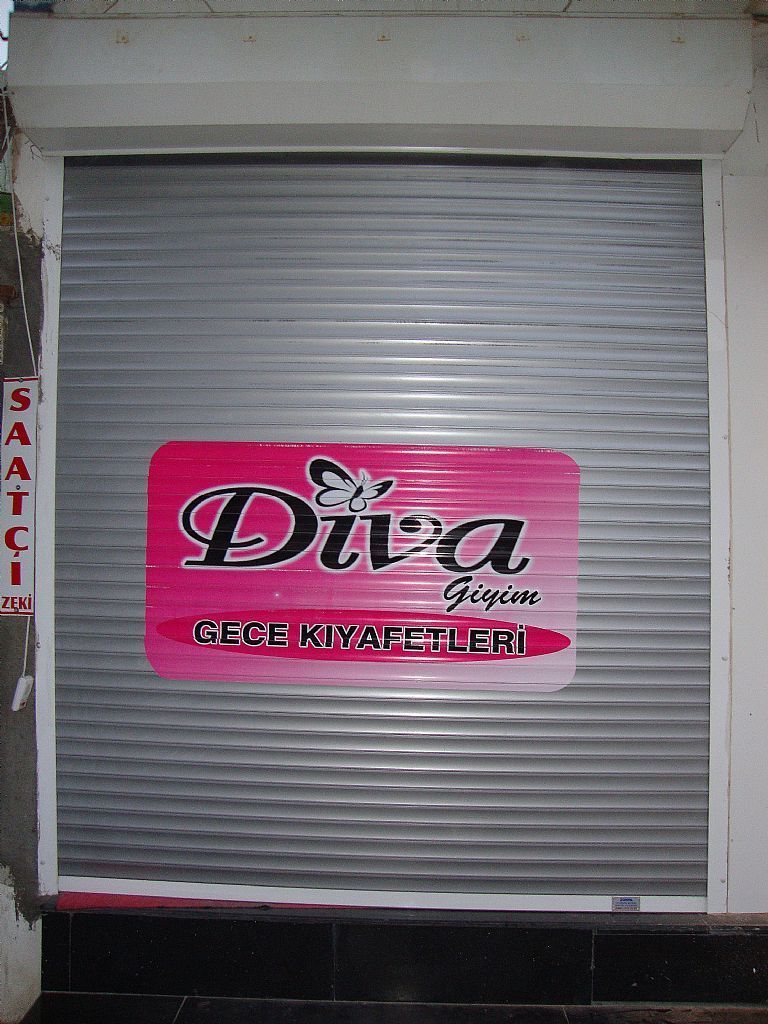 SAATÇİ
ZEKİ
Diva
Giyim
GECE KIYAFETLERİ